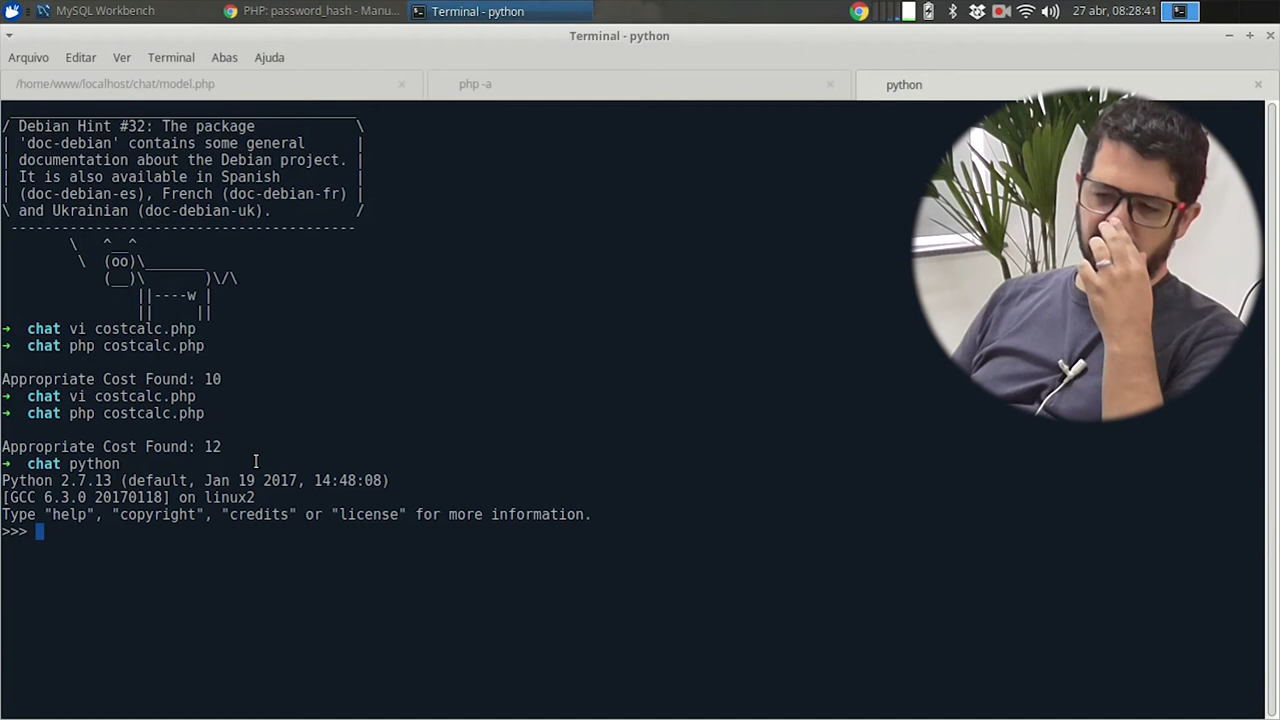 MySQL Workbench
PHP: password_hash - Manu...
Terminal - python
27 abr, 08:28:41
Terminal - python
Arquivo Editar Ver Terminal Abas Ajuda
/home/www/localhost/chat/model.php
php -a
python
/ Debian Hint #32: The package \
| 'doc-debian' contains some general |
| documentation about the Debian project. |
| It is also available in Spanish |
| (doc-debian-es), French (doc-debian-fr) |
\ and Ukrainian (doc-debian-uk). /
-----------------------------------------
\ ^__^
\ (oo)\_______
(__)\ )\/\
||----w |
|| ||
➜ chat vi costcalc.php
➜ chat php costcalc.php
Appropriate Cost Found: 10
➜ chat vi costcalc.php
➜ chat php costcalc.php
Appropriate Cost Found: 12
➜ chat python
Python 2.7.13 (default, Jan 19 2017, 14:48:08)
[GCC 6.3.0 20170118] on linux2
Type "help", "copyright", "credits" or "license" for more information.
>>>